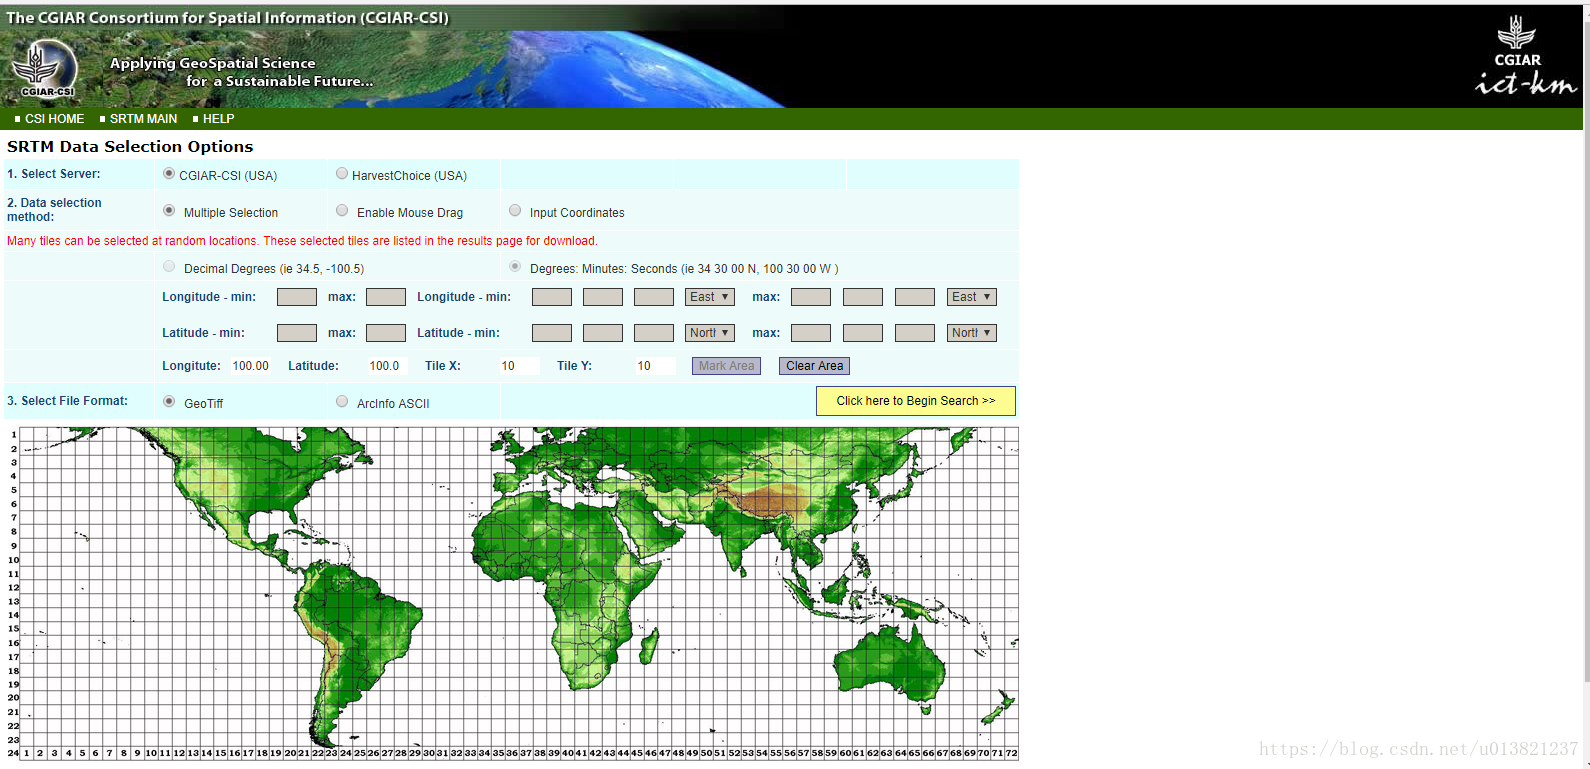 The CGIAR Consortium for Spatial Information (CGIAR-CSI)
Applying GeoSpatial Science
for a Sustainable Future...
CGIAR-CSI
CGIAR
ict-km
CSI HOME SRTM MAIN HELP
SRTM Data Selection Options
1. Select Server: CGIAR-CSI (USA) HarvestChoice (USA)
2. Data selection method: Multiple Selection Enable Mouse Drag Input Coordinates
Many tiles can be selected at random locations. These selected tiles are listed in the results page for download.
Decimal Degrees (ie 34.5, -100.5) Degrees: Minutes: Seconds (ie 34 30 00 N, 100 30 00 W )
Longitude - min: max: Longitude - min: East max: East
Latitude - min: max: Latitude - min: North max: North
Longitute: 100.00 Latitude: 100.0 Tile X: 10 Tile Y: 10 Mark Area Clear Area
3. Select File Format: GeoTiff ArcInfo ASCII Click here to Begin Search >>
1
2
3
4
5
6
7
8
9
10
11
12
13
14
15
16
17
18
19
20
21
22
23
24 1 2 3 4 5 6 7 8 9 10 11 12 13 14 15 16 17 18 19 20 21 22 23 24 25 26 27 28 29 30 31 32 33 34 35 36 37 38 39 40 41 42 43 44 45 46 47 48 49 50 51 52 53 54 55 56 57 58 59 60 61 62 63 64 65 66 67 68 69 70 71 72
https://blog.csdn.net/u013821237